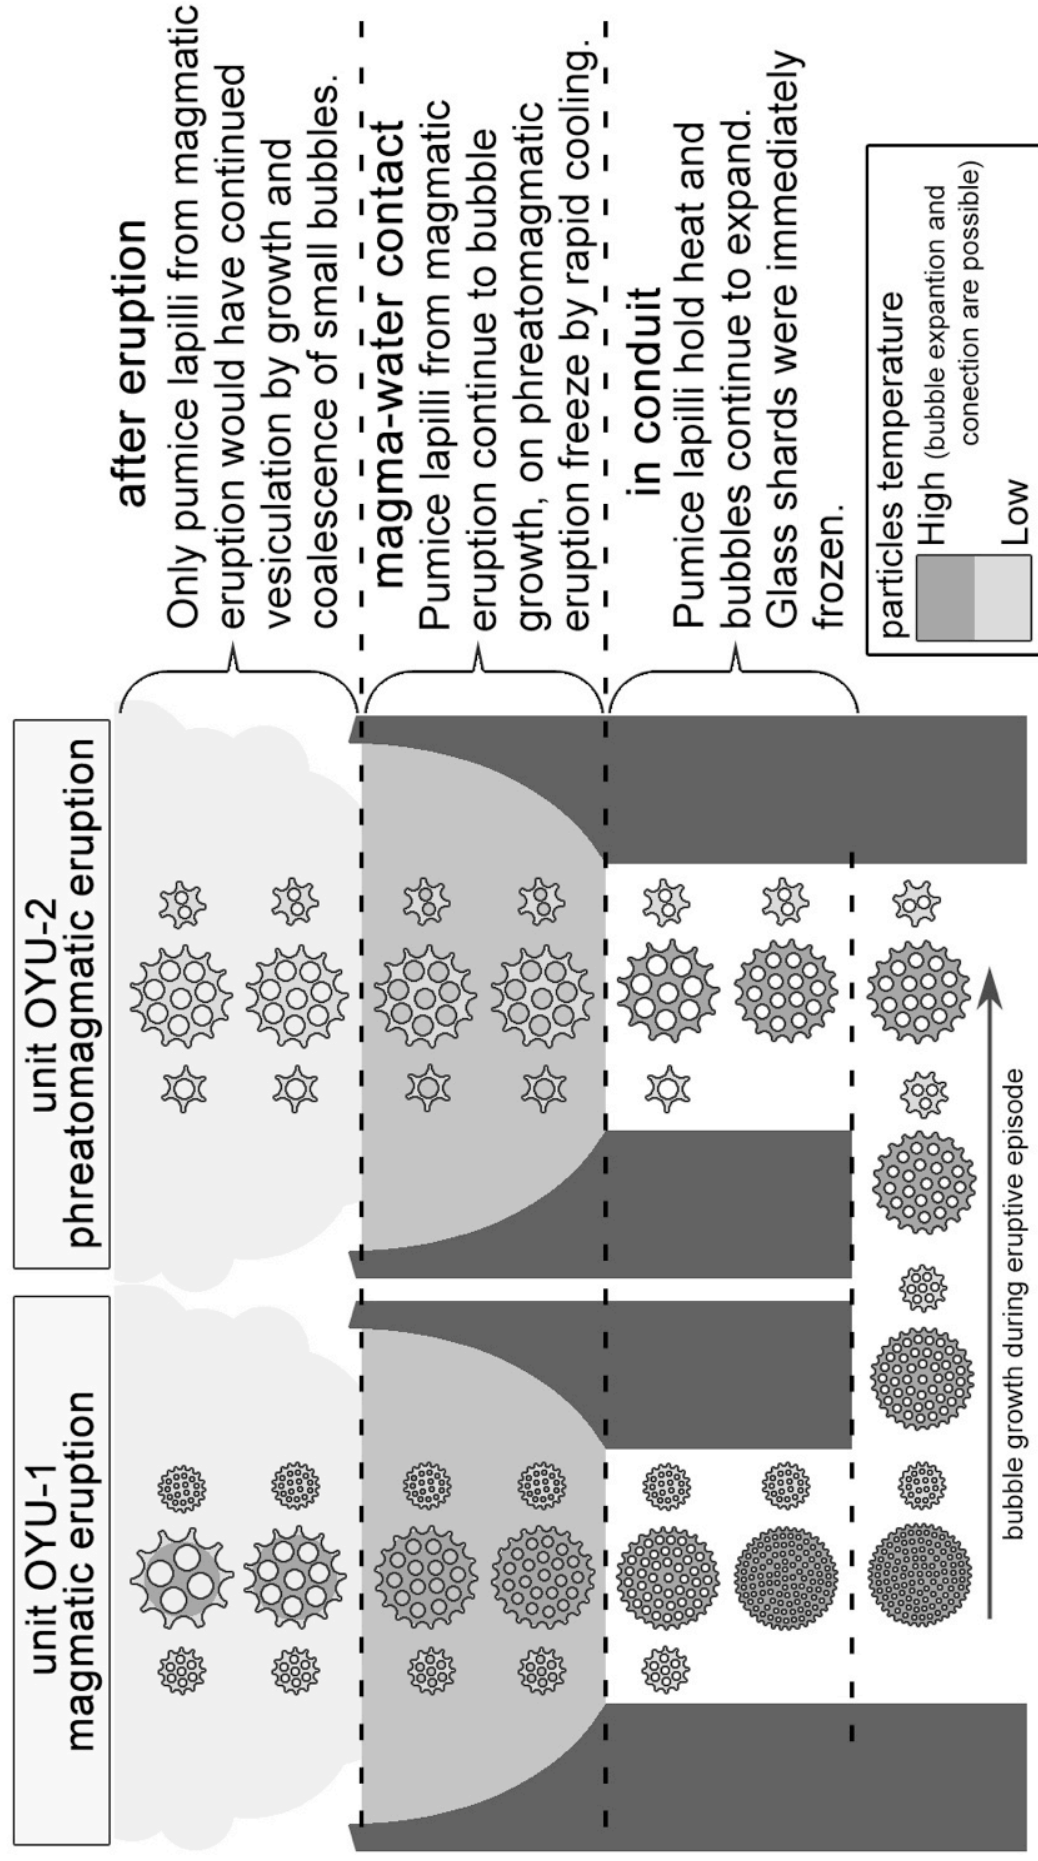 unit OYU-1
magmatic eruption
unit OYU-2
phreatomagmatic eruption
after eruption
Only pumice lapilli from magmatic
eruption would have continued
vesiculation by growth and
coalescence of small bubbles.
magma-water contact
Pumice lapilli from magmatic
eruption continue to bubble
growth, on phreatomagmatic
eruption freeze by rapid cooling.
in conduit
Pumice lapilli hold heat and
bubbles continue to expand.
Glass shards were immediately
frozen.
particles temperature
High (bubble expantion and
conection are possible)
Low
bubble growth during eruptive episode